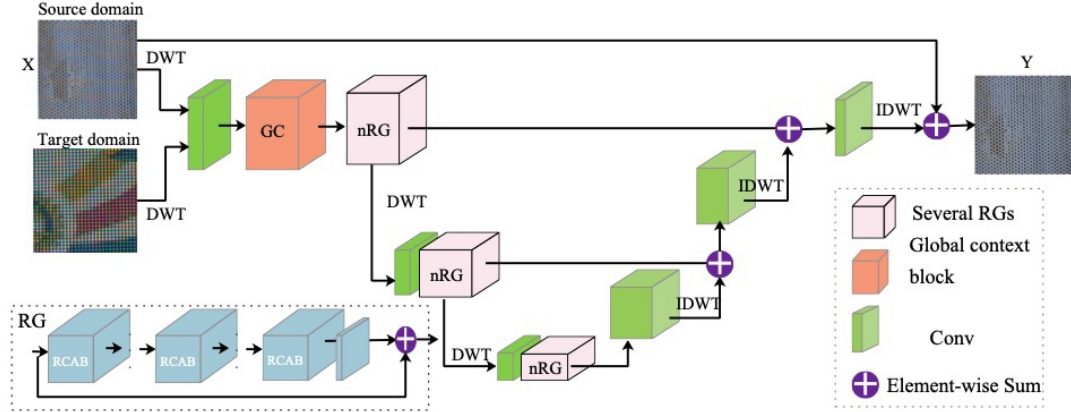 Source domain
X
DWT
Y
IDWT
GC
nRG
Target domain
DWT
DWT
IDWT
nRG
IDWT
RG
RCAB
RCAB
RCAB
DWT
nRG
Several RGs
Global context
block
Conv
Element-wise Sum